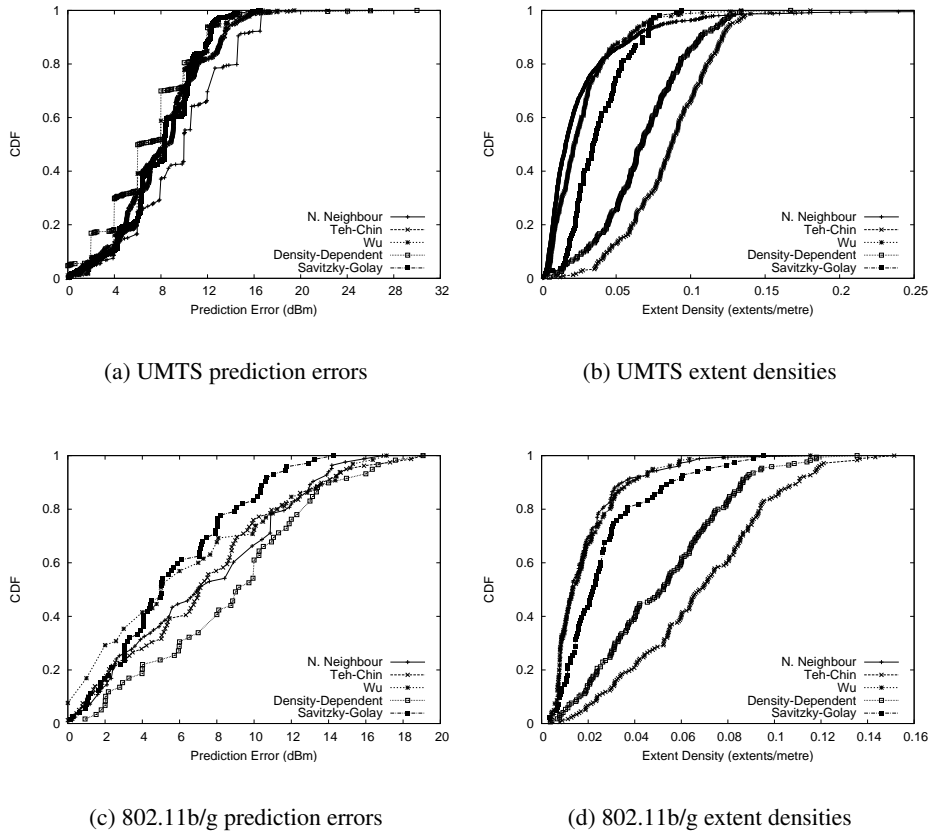 1
0.8
0.6
0.4
0.2
0
CDF
N. Neighbour
Teh-Chin
Wu
Density-Dependent
Savitzky-Golay
0 4 8 12 16 20 24 28 32
Prediction Error (dBm)
(a) UMTS prediction errors
1
0.8
0.6
0.4
0.2
0
CDF
N. Neighbour
Teh-Chin
Wu
Density-Dependent
Savitzky-Golay
0 0.05 0.1 0.15 0.2 0.25
Extent Density (extents/metre)
(b) UMTS extent densities
1
0.8
0.6
0.4
0.2
0
CDF
N. Neighbour
Teh-Chin
Wu
Density-Dependent
Savitzky-Golay
0 2 4 6 8 10 12 14 16 18 20
Prediction Error (dBm)
(c) 802.11b/g prediction errors
1
0.8
0.6
0.4
0.2
0
CDF
N. Neighbour
Teh-Chin
Wu
Density-Dependent
Savitzky-Golay
0 0.02 0.04 0.06 0.08 0.1 0.12 0.14 0.16
Extent Density (extents/metre)
(d) 802.11b/g extent densities